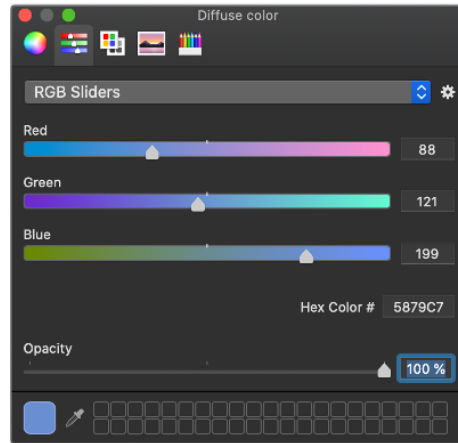 Diffuse color
RGB Sliders
Red
88
Green
121
Blue
199
Hex Color # 5879C7
Opacity
100 %